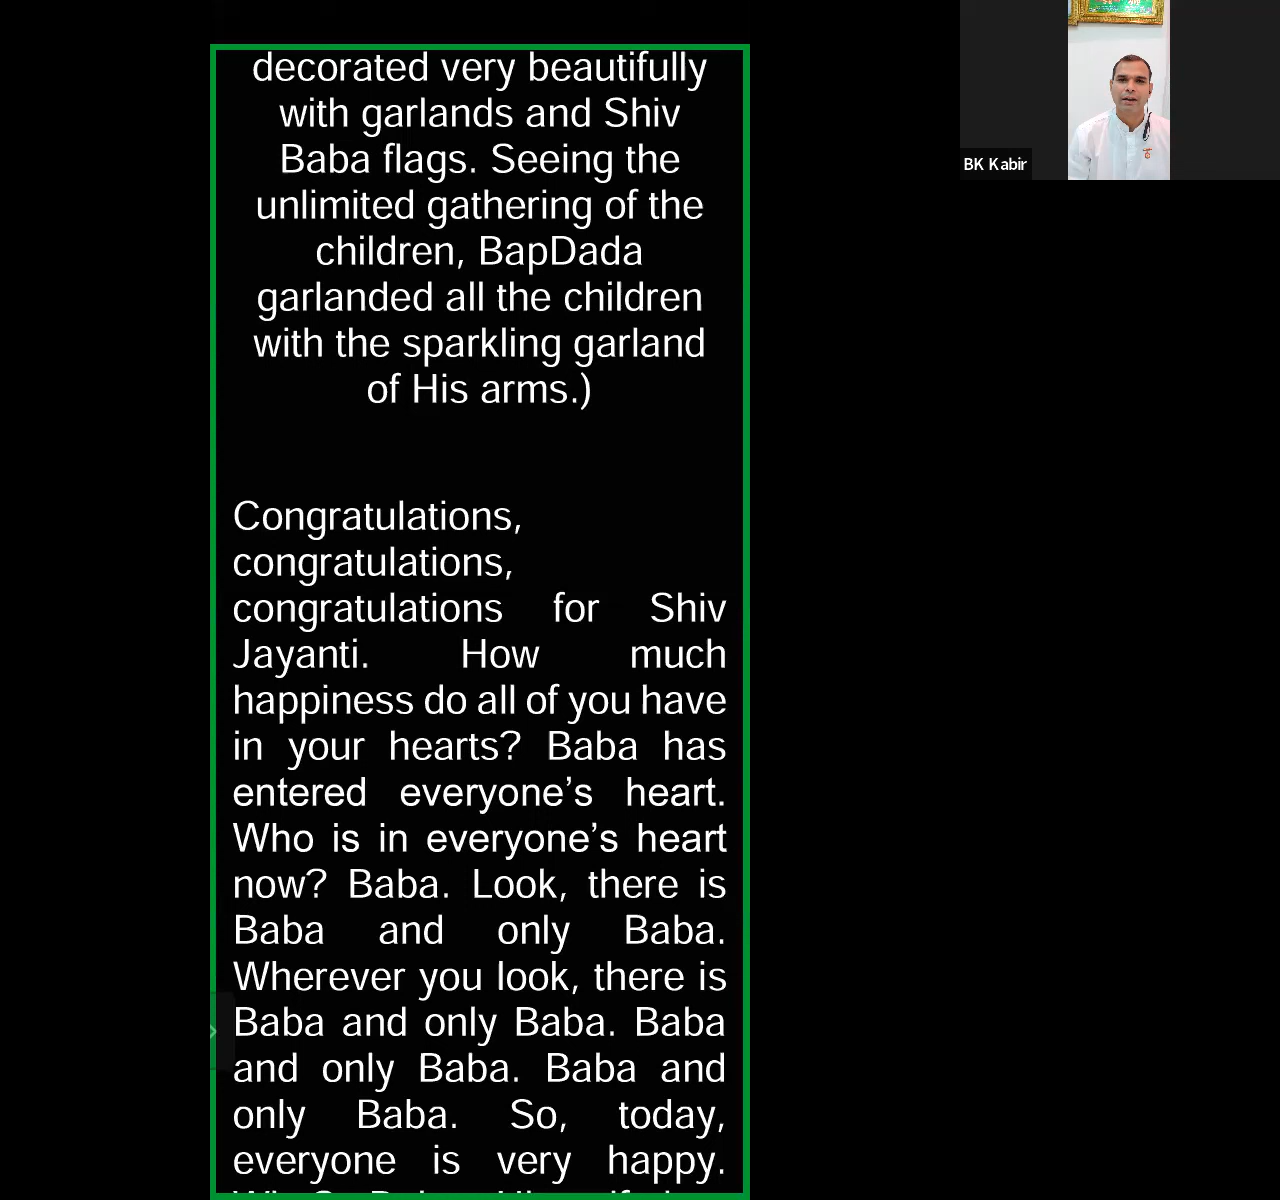 decorated very beautifully
with garlands and Shiv
Baba flags. Seeing the
unlimited gathering of the
children, BapDada
garlanded all the children
with the sparkling garland
of His arms.)
Congratulations,
congratulations,
congratulations for Shiv
Jayanti. How much
happiness do all of you have
in your hearts? Baba has
entered everyone’s heart.
Who is in everyone’s heart
now? Baba. Look, there is
Baba and only Baba.
Wherever you look, there is
Baba and only Baba. Baba
and only Baba. Baba and
only Baba. So, today,
everyone is very happy.
BK Kabir